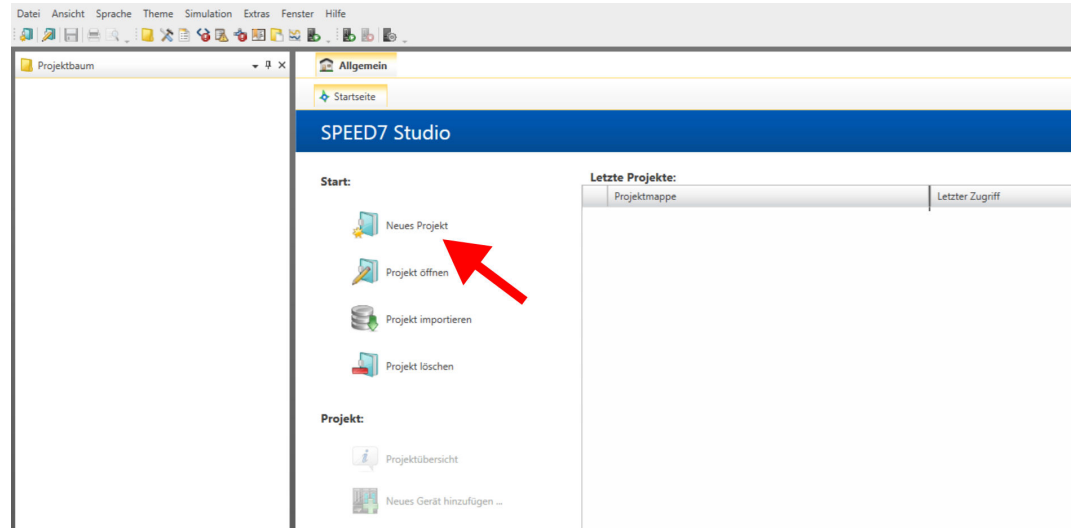 Datei Ansicht Sprache Theme Simulation Extras Fenster Hilfe
Projektbaum
Allgemein
Startseite
SPEED7 Studio
Start:
Neues Projekt
Projekt öffnen
Projekt importieren
Projekt löschen
Projekt:
Projektübersicht
Neues Gerät hinzufügen ...
Letzte Projekte:
Projektmappe Letzter Zugriff